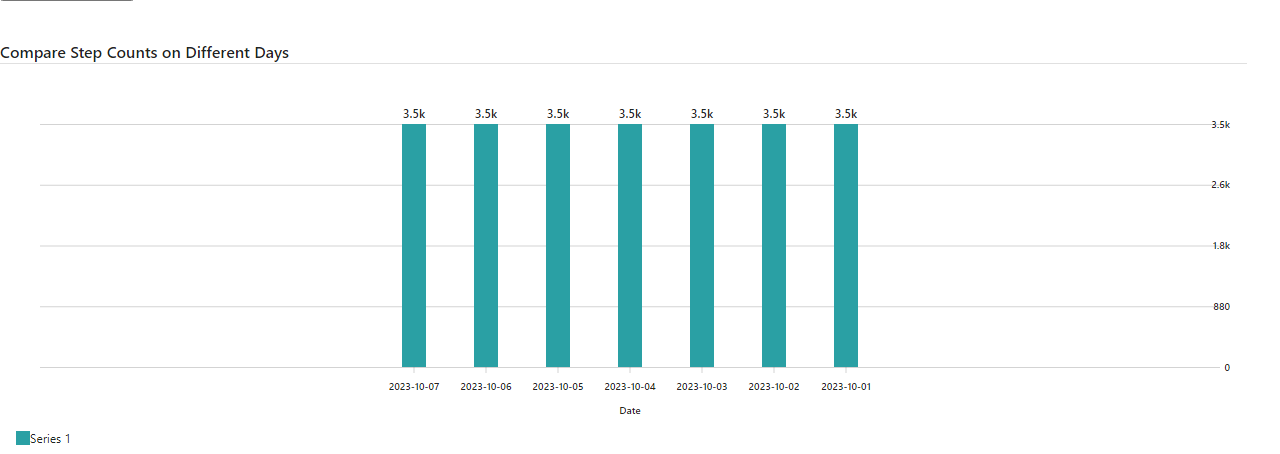 Compare Step Counts on Different Days
3.5k 3.5k 3.5k 3.5k 3.5k 3.5k 3.5k
3.5k
2.6k
1.8k
880
0
2023-10-07 2023-10-06 2023-10-05 2023-10-04 2023-10-03 2023-10-02 2023-10-01
Date
Series 1